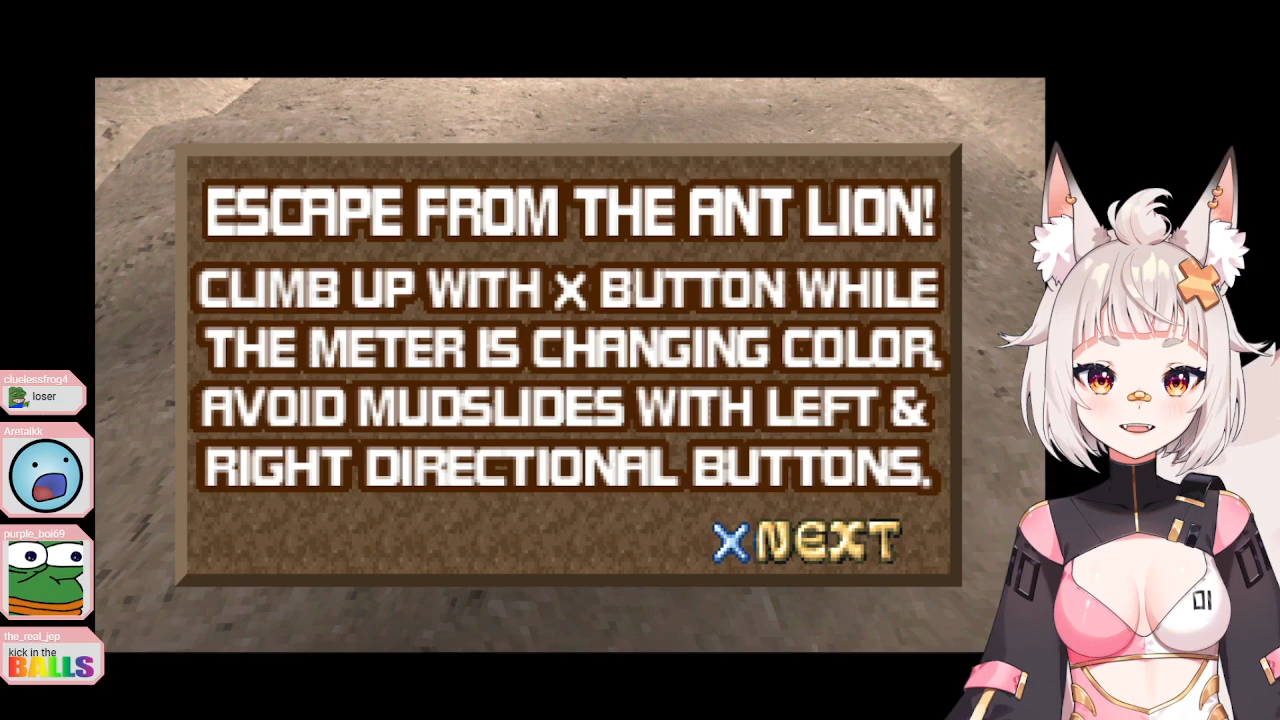 ESCAPE FROM THE ANT LION!
CLIMB UP WITH X BUTTON WHILE
THE METER IS CHANGING COLOR.
AVOID MUDSLIDES WITH LEFT &
RIGHT DIRECTIONAL BUTTONS.
X NEXT
cluelessfrog4
loser
Aretaikk
purple_boi69
the_real_jep
kick in the
BALLS
01